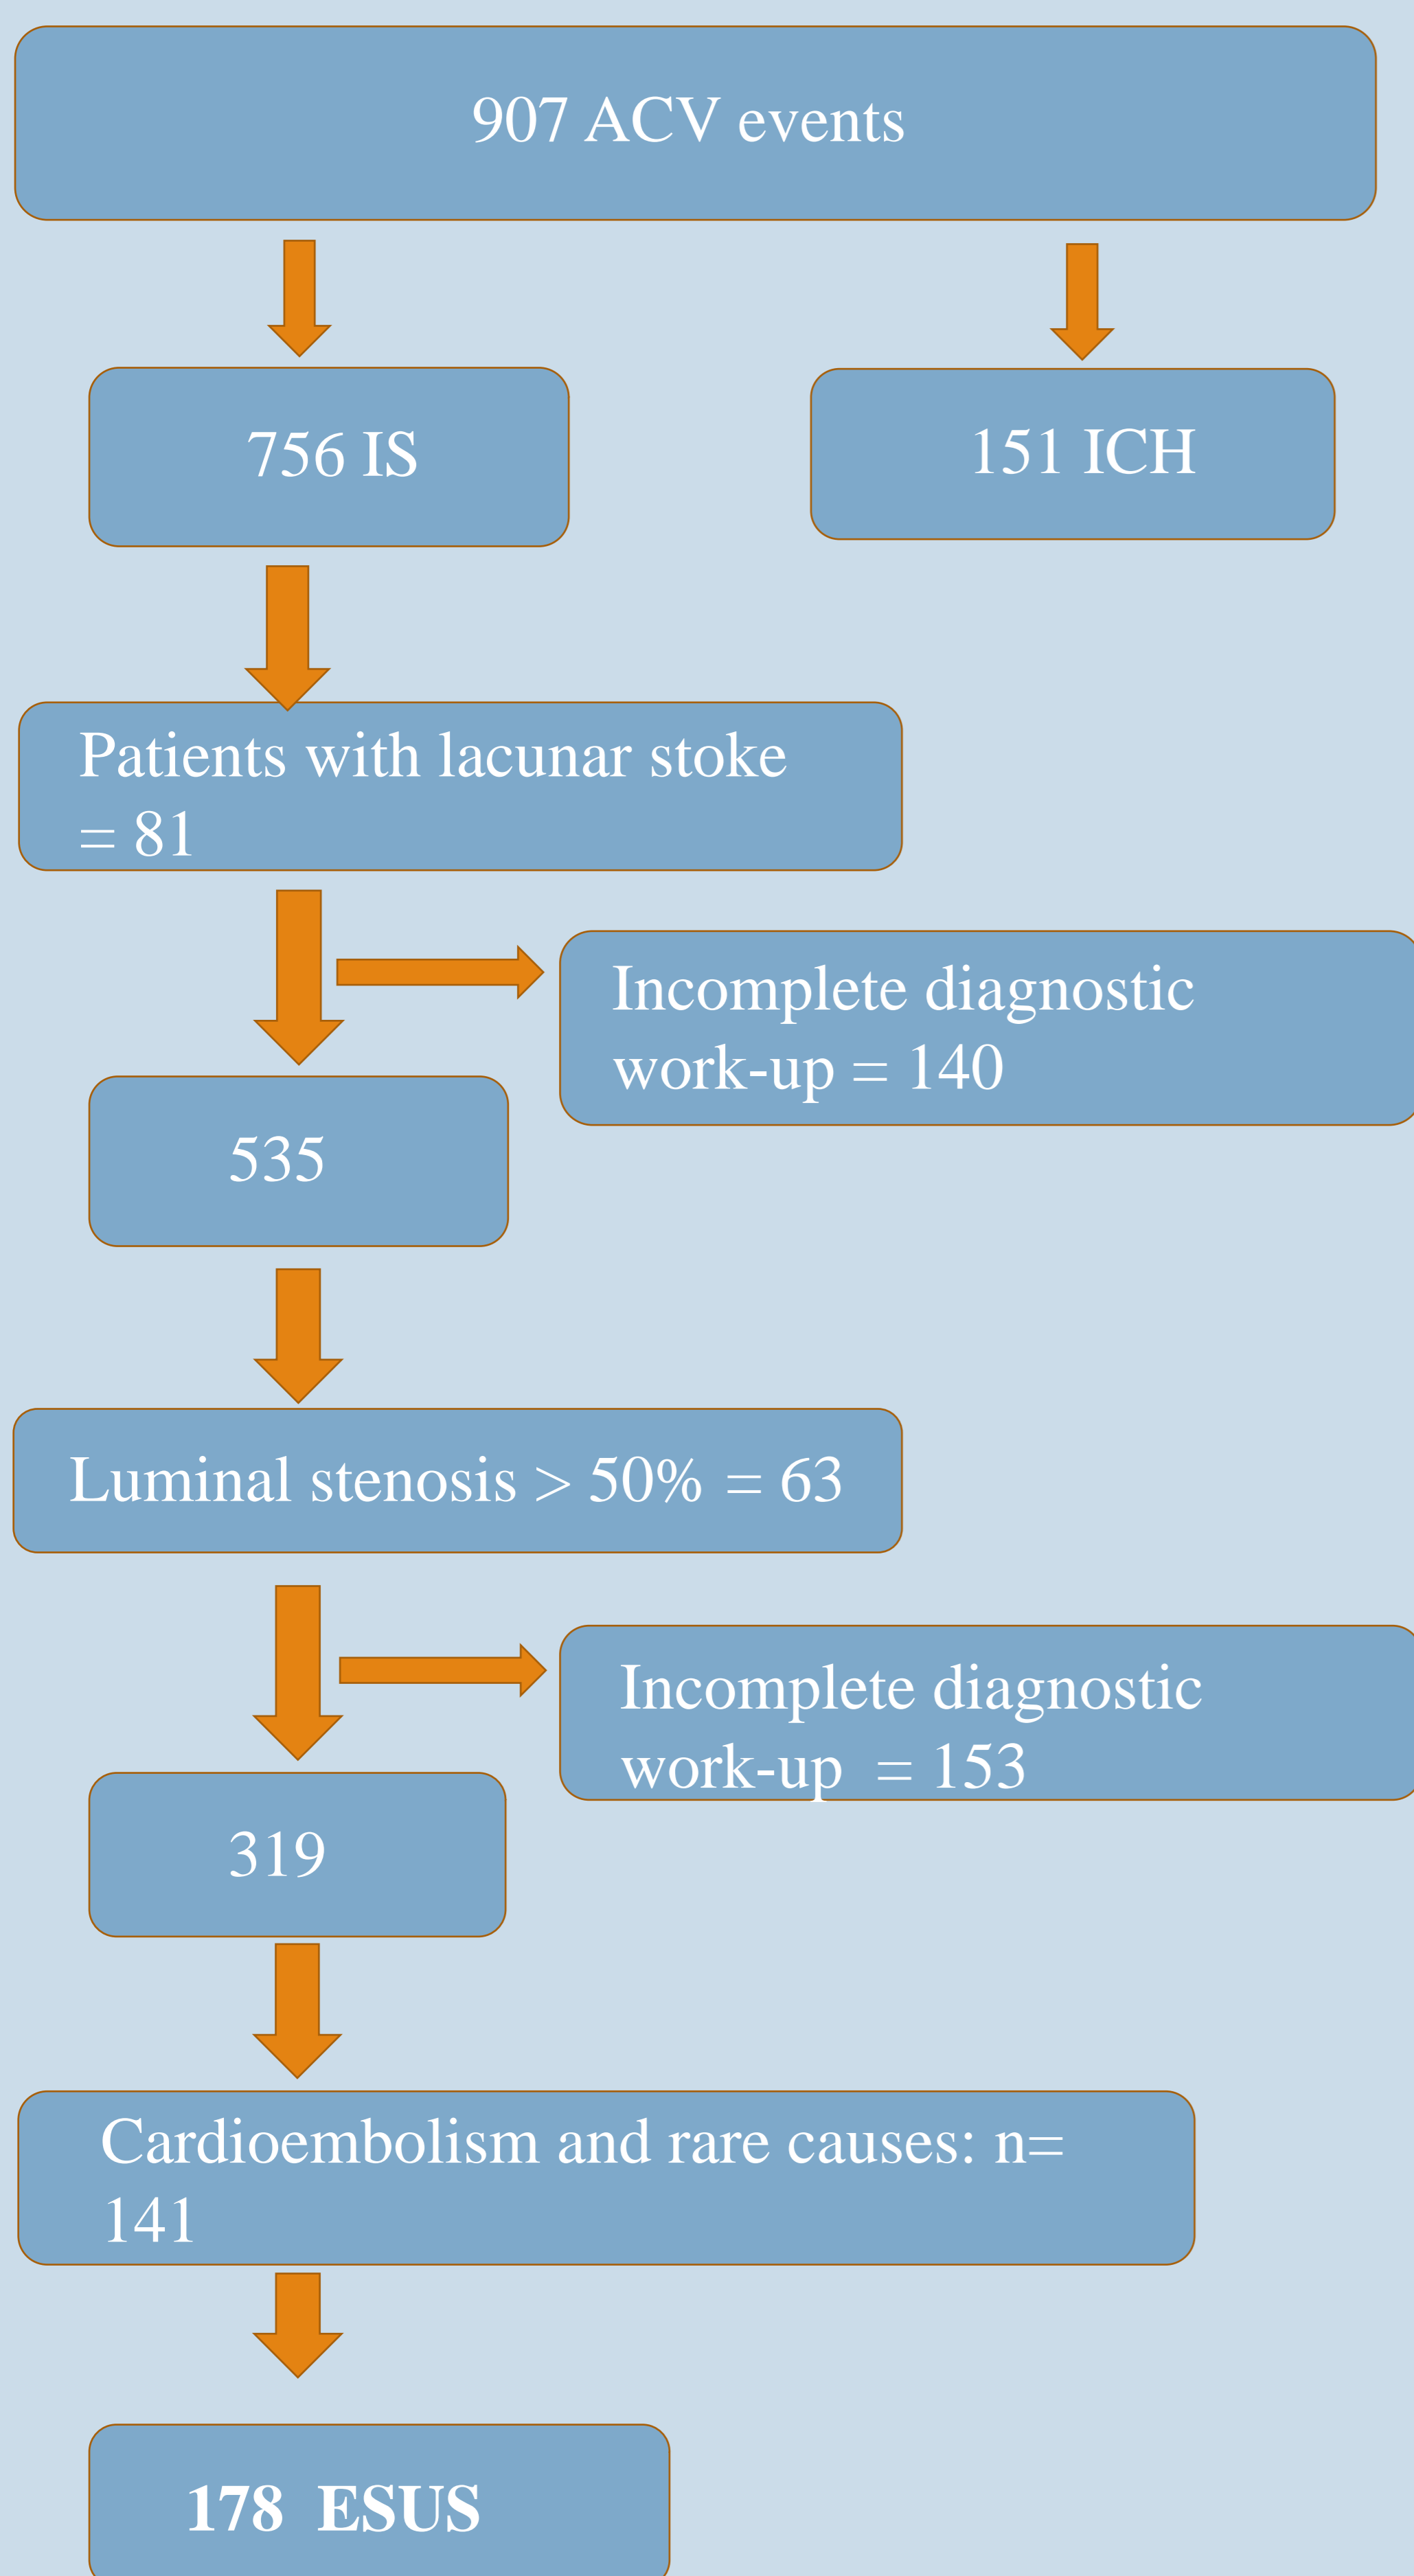 907 ACV events
756 IS
151 ICH
Patients with lacunar stoke
= 81
Incomplete diagnostic
work-up = 140
535
Luminal stenosis > 50% = 63
Incomplete diagnostic
work-up = 153
319
Cardioembolism and rare causes: n=
141
178 ESUS